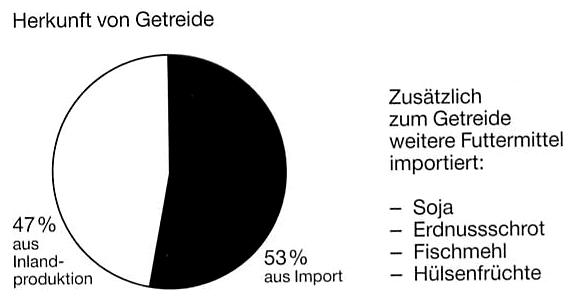 Herkunft von Getreide
47 %
aus
Inland-
produktion
53 %
aus Import
Zusätzlich
zum Getreide
weitere Futtermittel
importiert:
– Soja
– Erdnussschrot
– Fischmehl
– Hülsenfrüchte